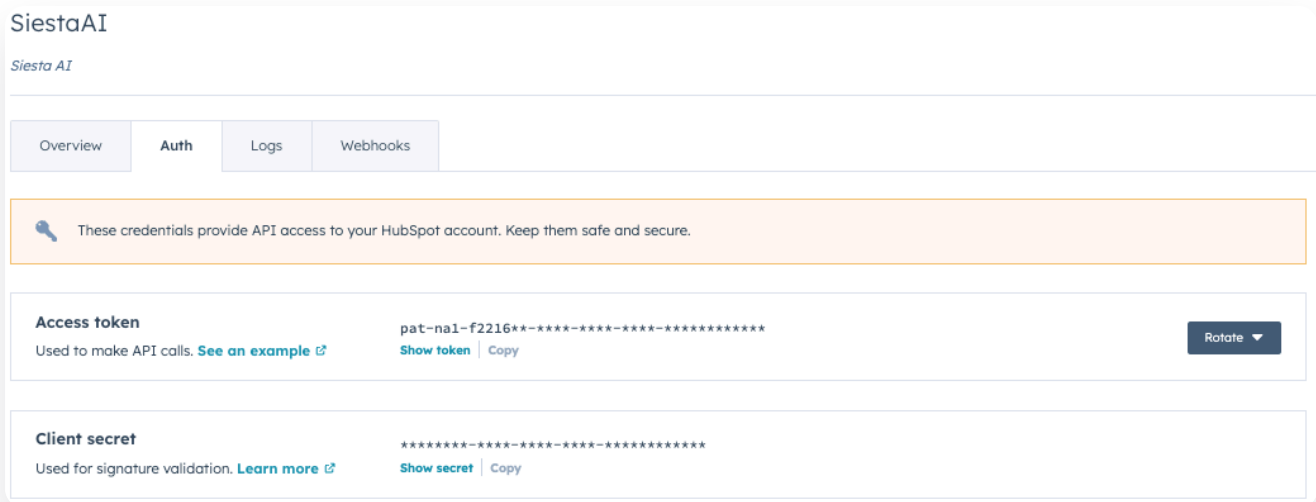 SiestaAI
Siesta AI
Overview
Auth
Logs
Webhooks
These credentials provide API access to your HubSpot account. Keep them safe and secure.
Access token
Used to make API calls. See an example
pat-na1-f2216**-****-****-****-************
Show token
Copy
Rotate
Client secret
Used for signature validation. Learn more
********-****-****-****-************
Show secret
Copy